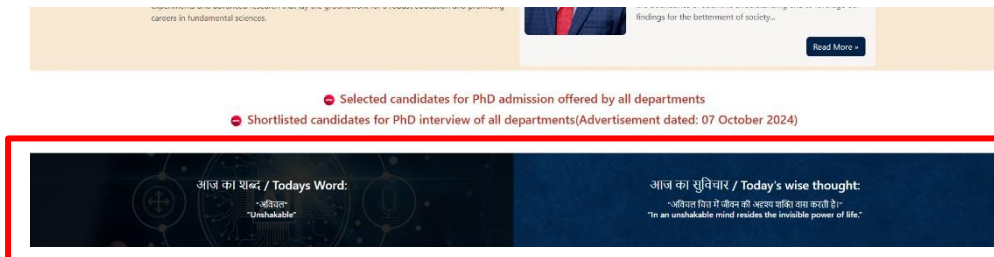 careers in fundamental sciences.
findings for the betterment of society...
Read More »
Selected candidates for PhD admission offered by all departments
Shortlisted candidates for PhD interview of all departments(Advertisement dated: 07 October 2024)
आज का शब्द / Todays Word:
"अविचल"
"Unshakable"
आज का सुविचार / Today's wise thought:
"अविचल चित्त में जीवन की अदृश्य शक्ति वास करती है।"
"In an unshakable mind resides the invisible power of life."